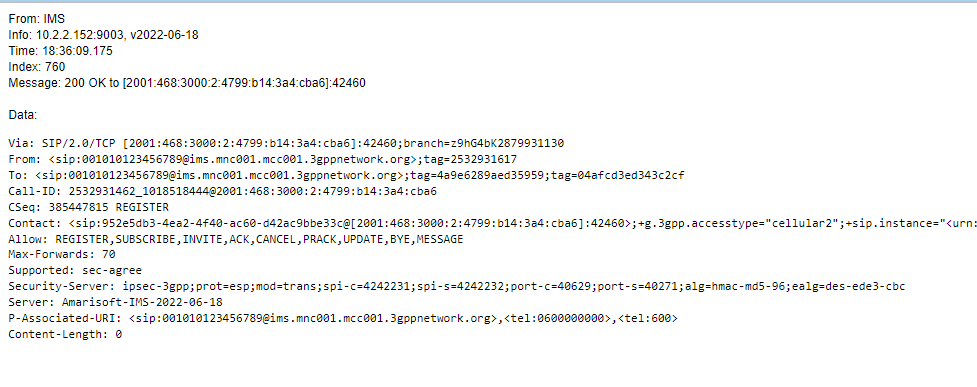 From: IMS
Info: 10.2.2.152:9003, v2022-06-18
Time: 18:36:09.175
Index: 760
Message: 200 OK to [2001:468:3000:2:4799:b14:3a4:cba6]:42460
Data:
Via: SIP/2.0/TCP [2001:468:3000:2:4799:b14:3a4:cba6]:42460;branch=z9hG4bK2879931130
From: <sip:001010123456789@ims.mnc001.mcc001.3gppnetwork.org>;tag=2532931617
To: <sip:001010123456789@ims.mnc001.mcc001.3gppnetwork.org>;tag=4a9e6289aed35959;tag=04afcd3ed343c2cf
Call-ID: 2532931462_1018518444@2001:468:3000:2:4799:b14:3a4:cba6
CSeq: 385447815 REGISTER
Contact: <sip:952e5db3-4ea2-4f40-ac60-d42ac9bbe33c@[2001:468:3000:2:4799:b14:3a4:cba6]:42460>;+g.3gpp.accesstype="cellular2";+sip.instance="<urn:
Allow: REGISTER,SUBSCRIBE,INVITE,ACK,CANCEL,PRACK,UPDATE,BYE,MESSAGE
Max-Forwards: 70
Supported: sec-agree
Security-Server: ipsec-3gpp;prot=esp;mod=trans;spi-c=4242231;spi-s=4242232;port-c=40629;port-s=40271;alg=hmac-md5-96;ealg=des-ede3-cbc
Server: Amarisoft-IMS-2022-06-18
P-Associated-URI: <sip:001010123456789@ims.mnc001.mcc001.3gppnetwork.org>,<tel:0600000000>,<tel:600>
Content-Length: 0